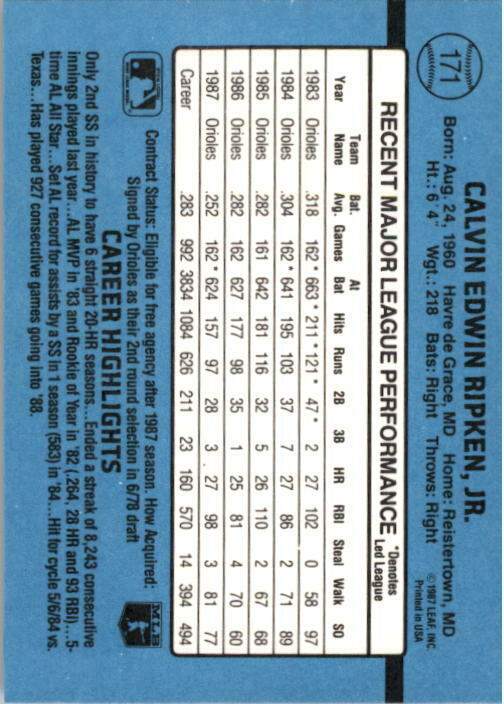 171
CALVIN EDWIN RIPKEN, JR.
© 1987 LEAF, INC.
Printed in USA
Born: Aug. 24, 1960 Havre de Grace, MD Home: Reistertown, MD
Ht.: 6' 4" Wgt.: 218 Bats: Right Throws: Right
RECENT MAJOR LEAGUE PERFORMANCE *Denotes Led League
Year Team Name Bat. Avg. Games At Bat Hits Runs 2B 3B HR RBI Steal Walk SO
1983 Orioles .318 162* 663* 211* 121* 47* 2 27 102 0 58 97
1984 Orioles .304 162* 641 195 103 37 7 27 86 2 71 89
1985 Orioles .282 161 642 181 116 32 5 26 110 2 67 68
1986 Orioles .282 162 627 177 98 35 1 25 81 4 70 60
1987 Orioles .252 162* 624 157 97 28 3 27 98 3 81 77
Career .283 992 3834 1084 626 211 23 160 570 14 394 494
Contract Status: Eligible for free agency after 1987 season. How Acquired:
Signed by Orioles as their 2nd round selection in 6/78 draft
CAREER HIGHLIGHTS
Only 2nd SS in history to have 6 straight 20-HR seasons...Ended a streak of 8,243 consecutive
innings played last year...AL MVP in '83 and Rookie of Year in '82 (.264, 28 HR and 93 RBI)...5-
time AL All Star...Set AL record for assists by a SS in 1 season (583) in '84...Hit for cycle 5/6/84 vs.
Texas...Has played 927 consecutive games going into '88.